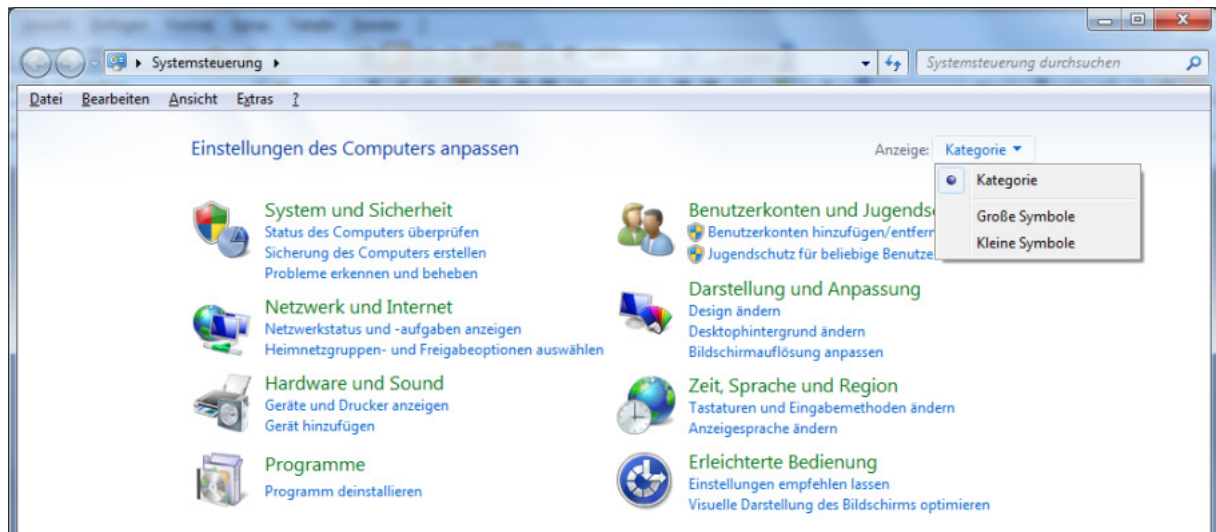 Systemsteuerung
Systemsteuerung durchsuchen
Datei Bearbeiten Ansicht Extras ?
Einstellungen des Computers anpassen
Anzeige: Kategorie
Kategorie
Große Symbole
Kleine Symbole
System und Sicherheit
Status des Computers überprüfen
Sicherung des Computers erstellen
Probleme erkennen und beheben
Netzwerk und Internet
Netzwerkstatus und -aufgaben anzeigen
Heimnetzgruppen- und Freigabeoptionen auswählen
Hardware und Sound
Geräte und Drucker anzeigen
Gerät hinzufügen
Programme
Programm deinstallieren
Benutzerkonten und Jugends
Benutzerkonten hinzufügen/entfern
Jugendschutz für beliebige Benutze
Darstellung und Anpassung
Design ändern
Desktophintergrund ändern
Bildschirmauflösung anpassen
Zeit, Sprache und Region
Tastaturen und Eingabemethoden ändern
Anzeigesprache ändern
Erleichterte Bedienung
Einstellungen empfehlen lassen
Visuelle Darstellung des Bildschirms optimieren